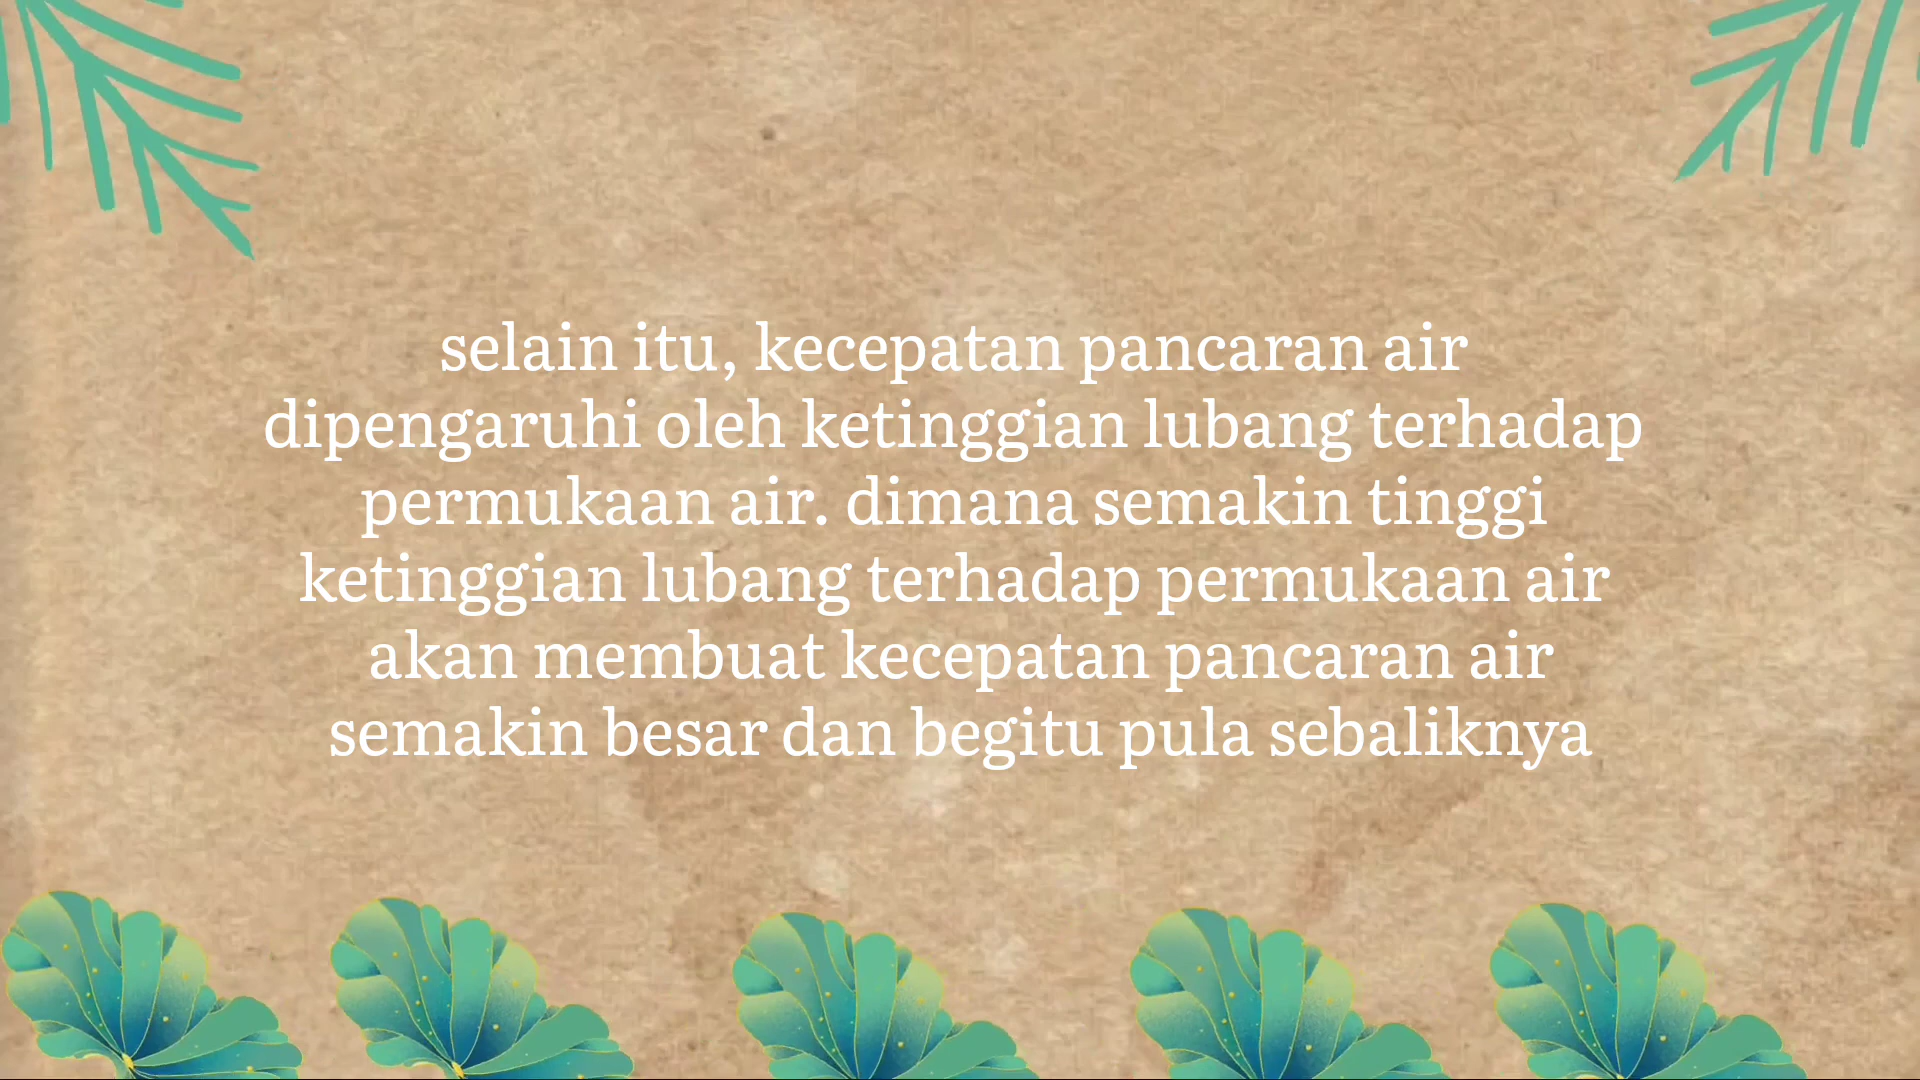 selain itu, kecepatan pancaran air
dipengaruhi oleh ketinggian lubang terhadap
permukaan air. dimana semakin tinggi
ketinggian lubang terhadap permukaan air
akan membuat kecepatan pancaran air
semakin besar dan begitu pula sebaliknya